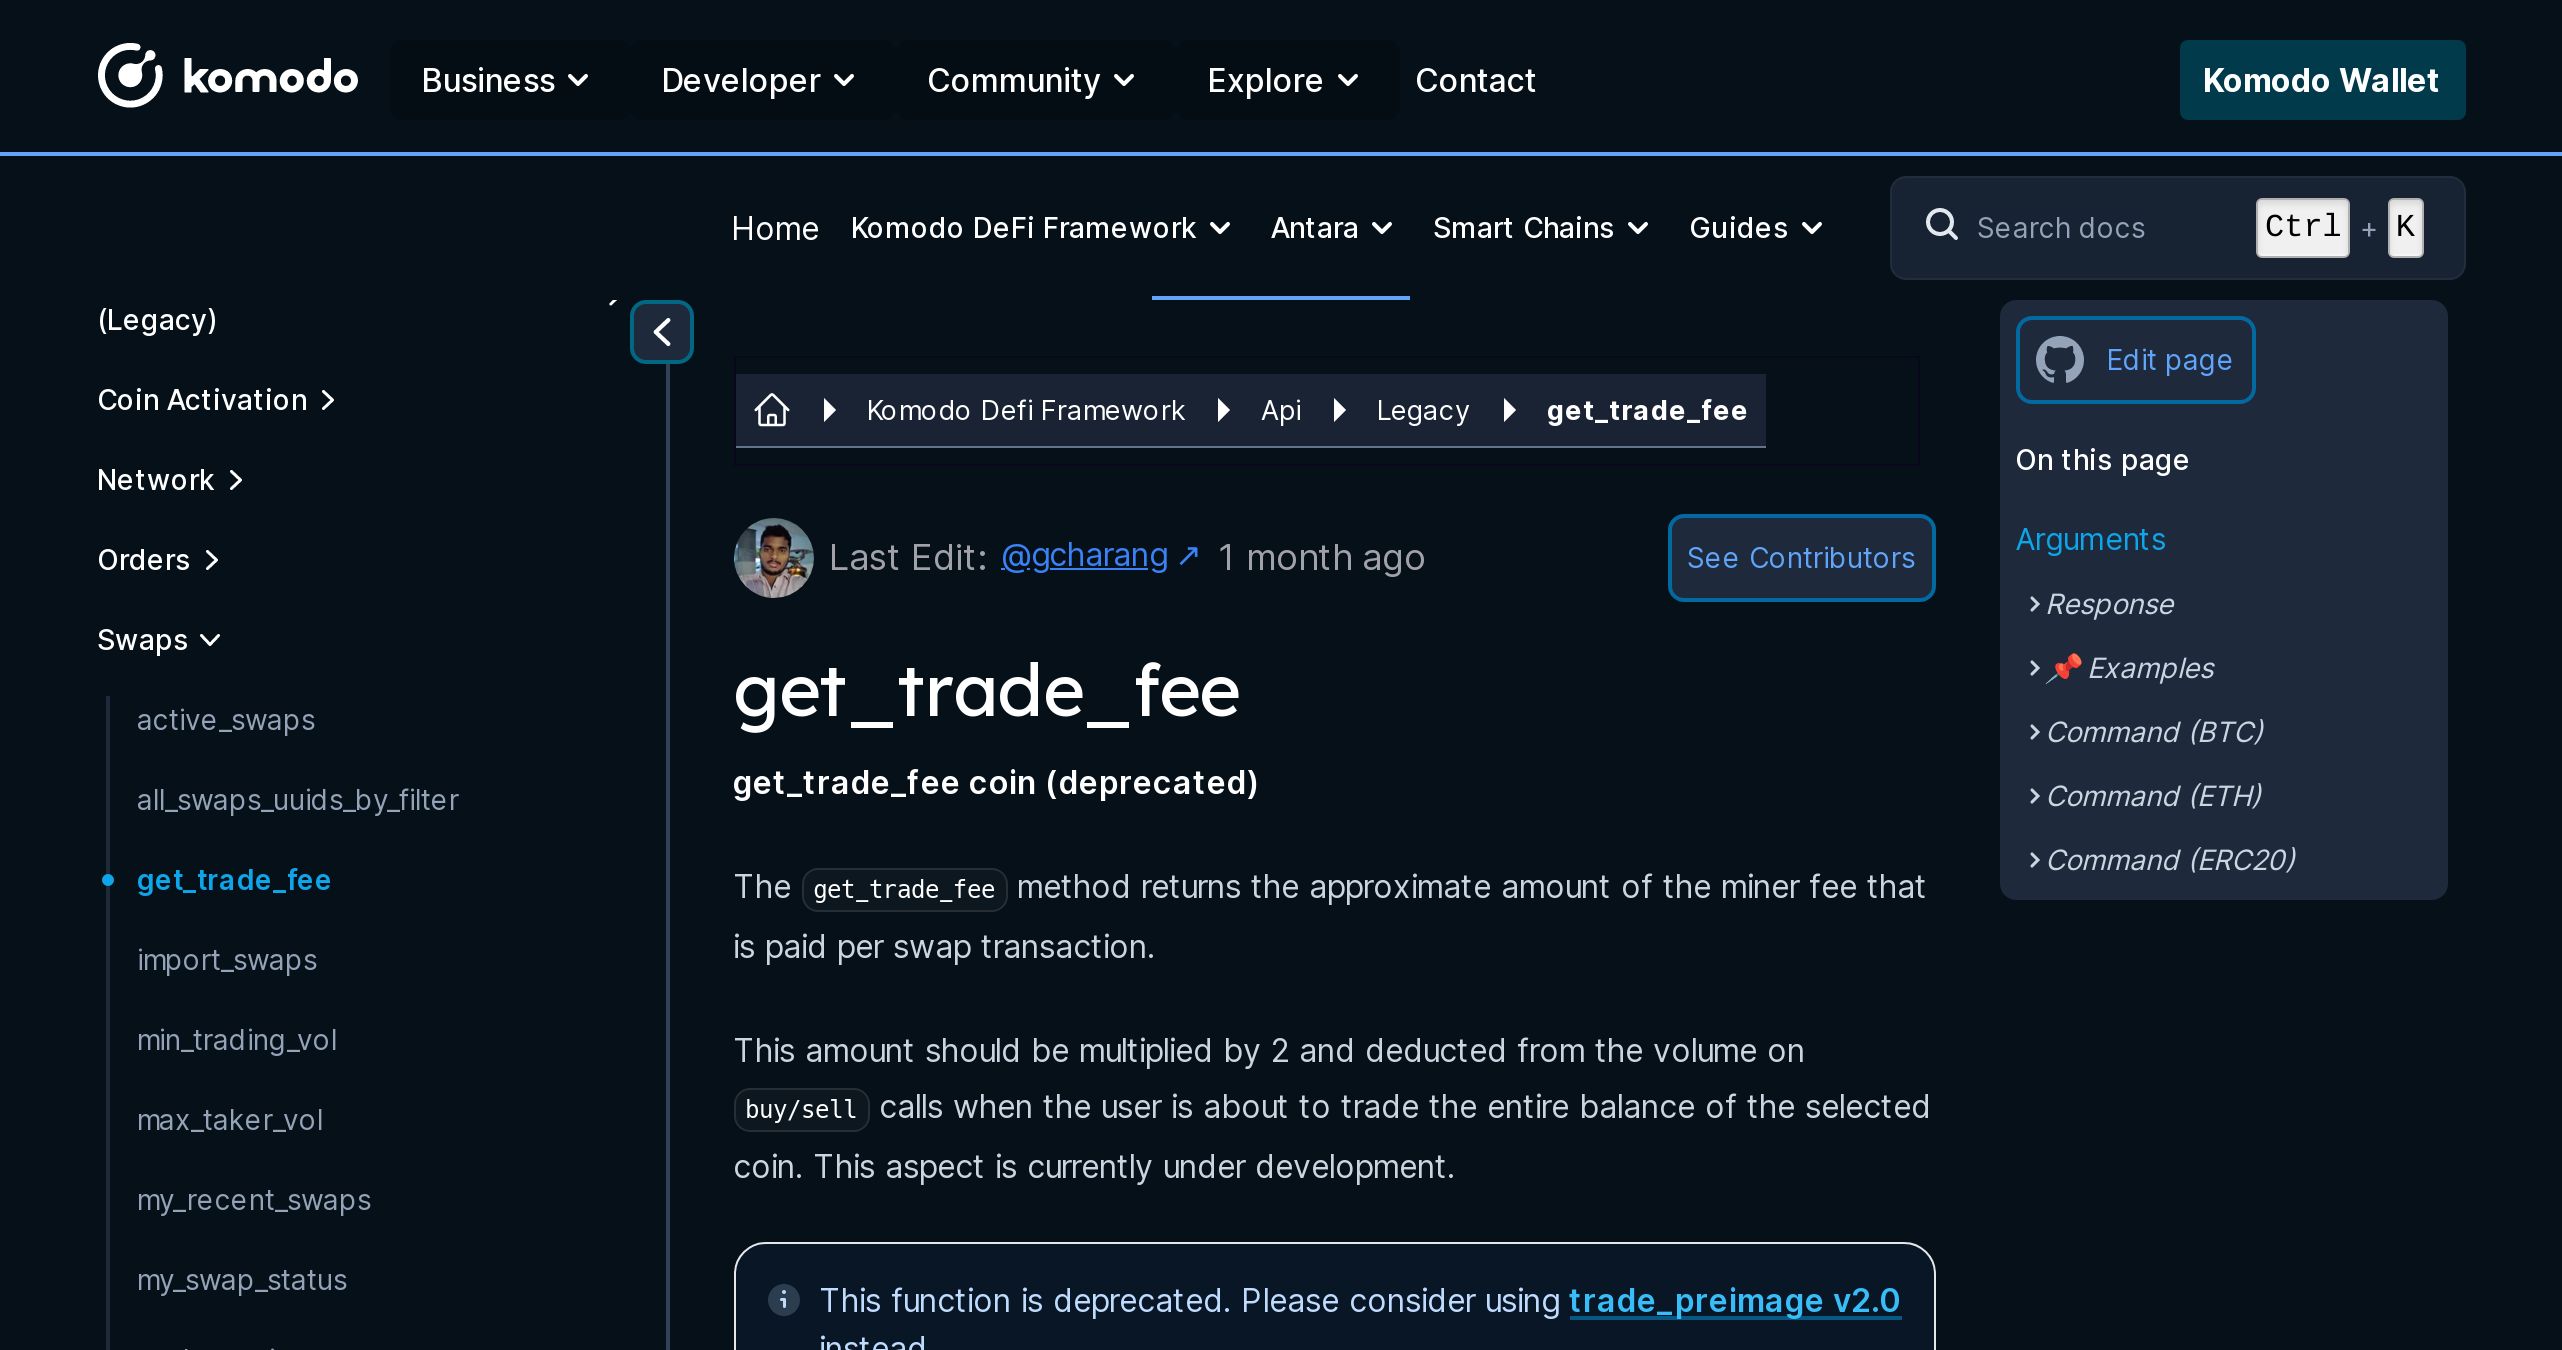 komodo
Business
Developer
Community
Explore
Contact
Komodo Wallet
Home
Komodo DeFi Framework
Antara
Smart Chains
Guides
Search docs
Ctrl + K
(Legacy)
Coin Activation
Network
Orders
Swaps
active_swaps
all_swaps_uuids_by_filter
get_trade_fee
import_swaps
min_trading_vol
max_taker_vol
my_recent_swaps
my_swap_status
Komodo Defi Framework
Api
Legacy
get_trade_fee
Last Edit: @gcharang ↗ 1 month ago
See Contributors
get_trade_fee
get_trade_fee coin (deprecated)
The get_trade_fee method returns the approximate amount of the miner fee that
is paid per swap transaction.
This amount should be multiplied by 2 and deducted from the volume on
buy/sell calls when the user is about to trade the entire balance of the selected
coin. This aspect is currently under development.
This function is deprecated. Please consider using trade_preimage v2.0
instead
Edit page
On this page
Arguments
Response
📌 Examples
Command (BTC)
Command (ETH)
Command (ERC20)